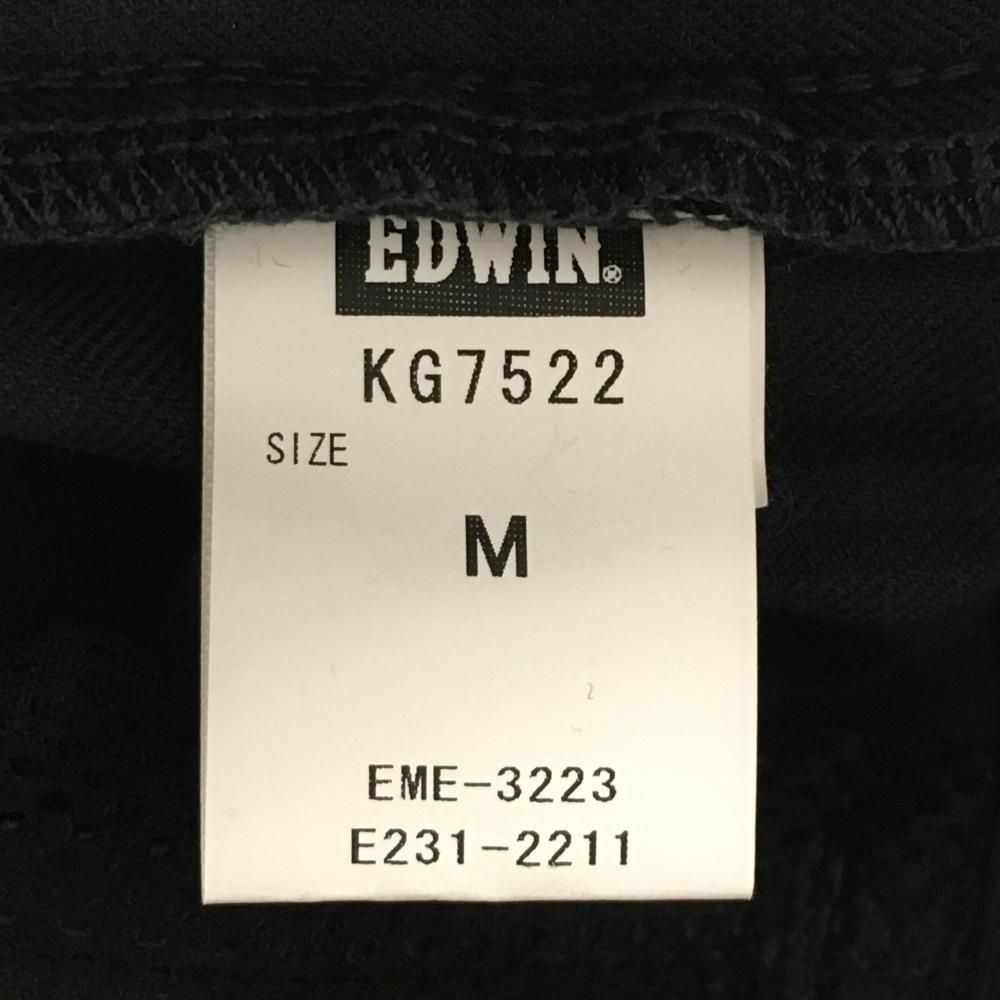 EDWIN®
KG7522
SIZE
M
EME-3223
E231-2211